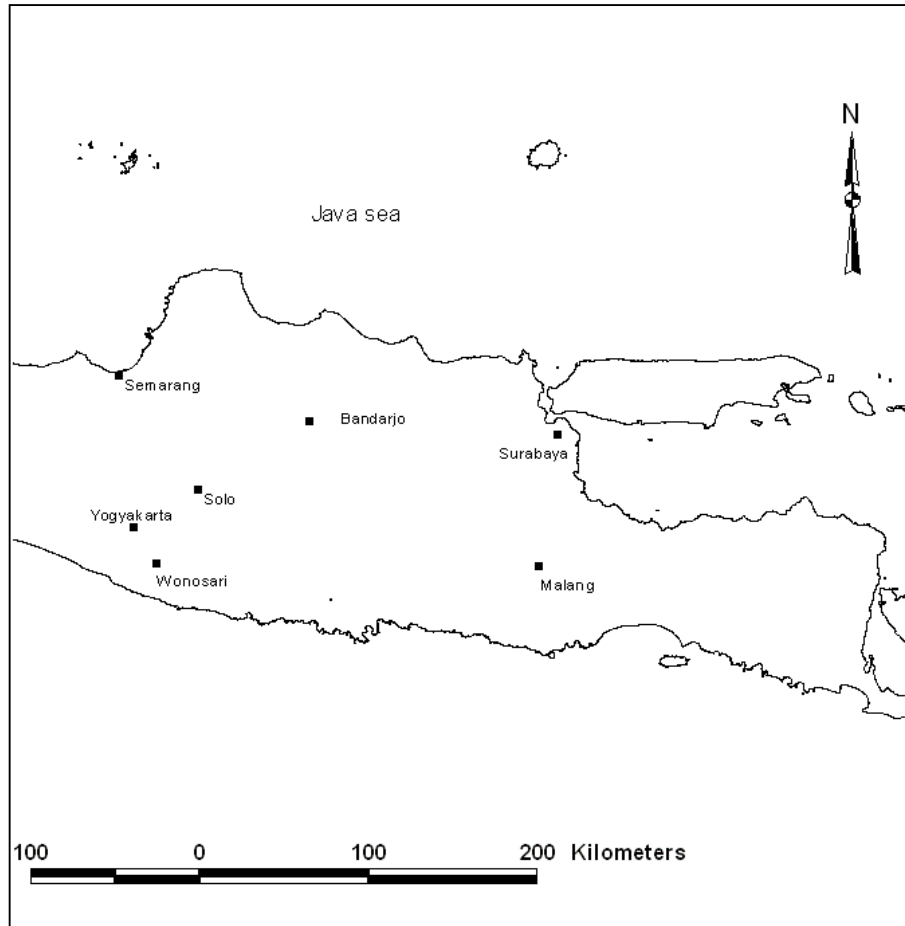 N
Java sea
Semarang
Bandarjo
Surabaya
Solo
Yogyakarta
Wonosari
Malang
100 0 100 200 Kilometers